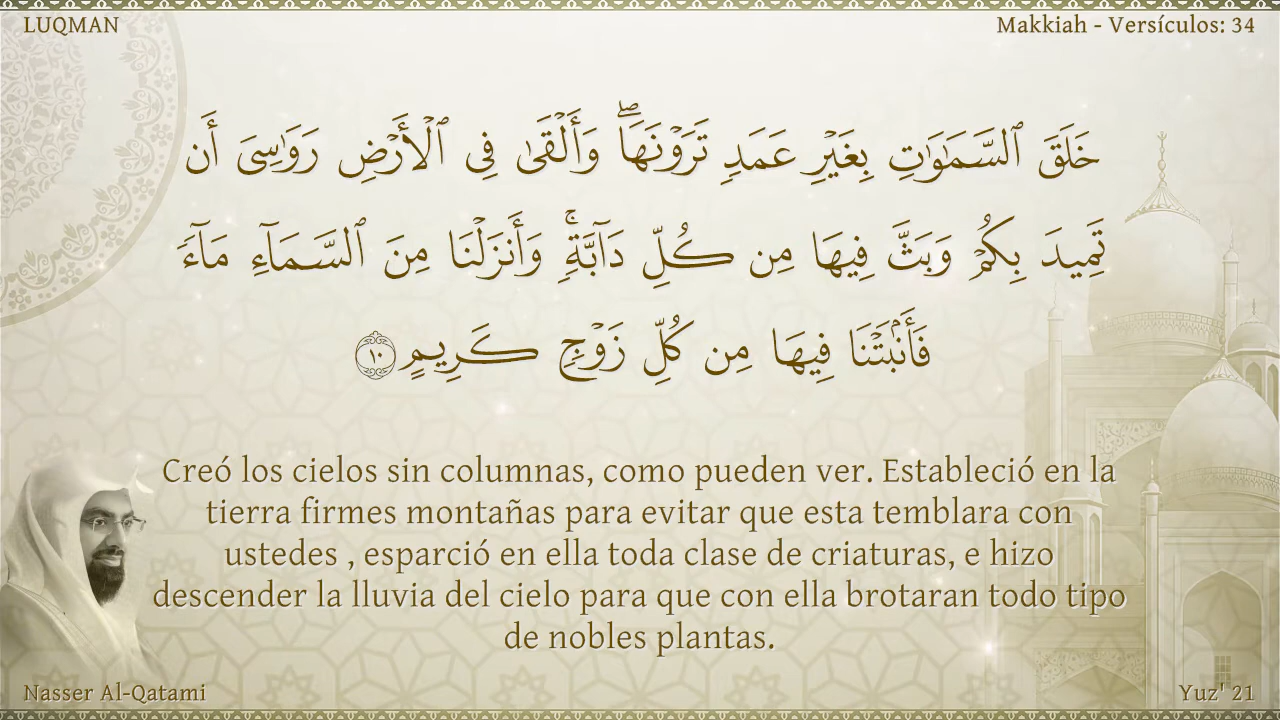 LUQMAN
Makkiah - Versículos: 34
خَلَقَ ٱلسَّمَـٰوَٰتِ بِغَيْرِ عَمَدٍ تَرَوْنَهَا ۖ وَأَلْقَىٰ فِى ٱلْأَرْضِ رَوَٰسِىَ أَن
تَمِيدَ بِكُمْ وَبَثَّ فِيهَا مِن كُلِّ دَآبَّةٍ ۚ وَأَنزَلْنَا مِنَ ٱلسَّمَآءِ مَآءً
فَأَنۢبَتْنَا فِيهَا مِن كُلِّ زَوْجٍ كَرِيمٍ ١٠
Creó los cielos sin columnas, como pueden ver. Estableció en la
tierra firmes montañas para evitar que esta temblara con
ustedes , esparció en ella toda clase de criaturas, e hizo
descender la lluvia del cielo para que con ella brotaran todo tipo
de nobles plantas.
Nasser Al-Qatami
Yuz' 21